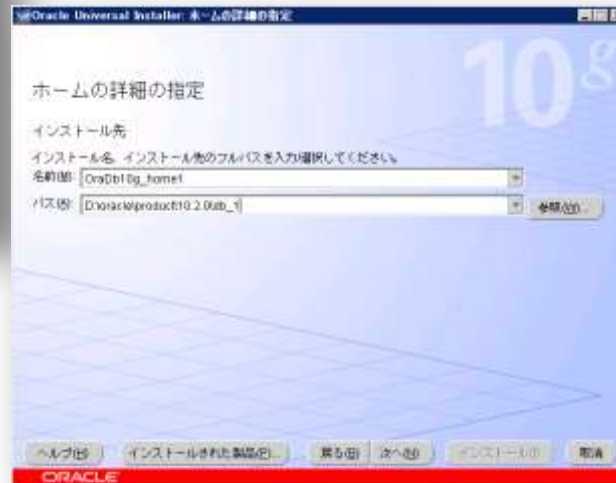 Oracle Universal Installer: ホームの詳細の指定
10g
ホームの詳細の指定
インストール先
インストール名、インストール先のフルパスを入力/選択してください。
名前(M): OraDb10g_home1
パス(A): D:\oracle\product\10.2.0\db_1 参照(W)...
ヘルプ(H) インストールされた製品(P)... 戻る(B) 次へ(N) インストール(I) 取消
ORACLE